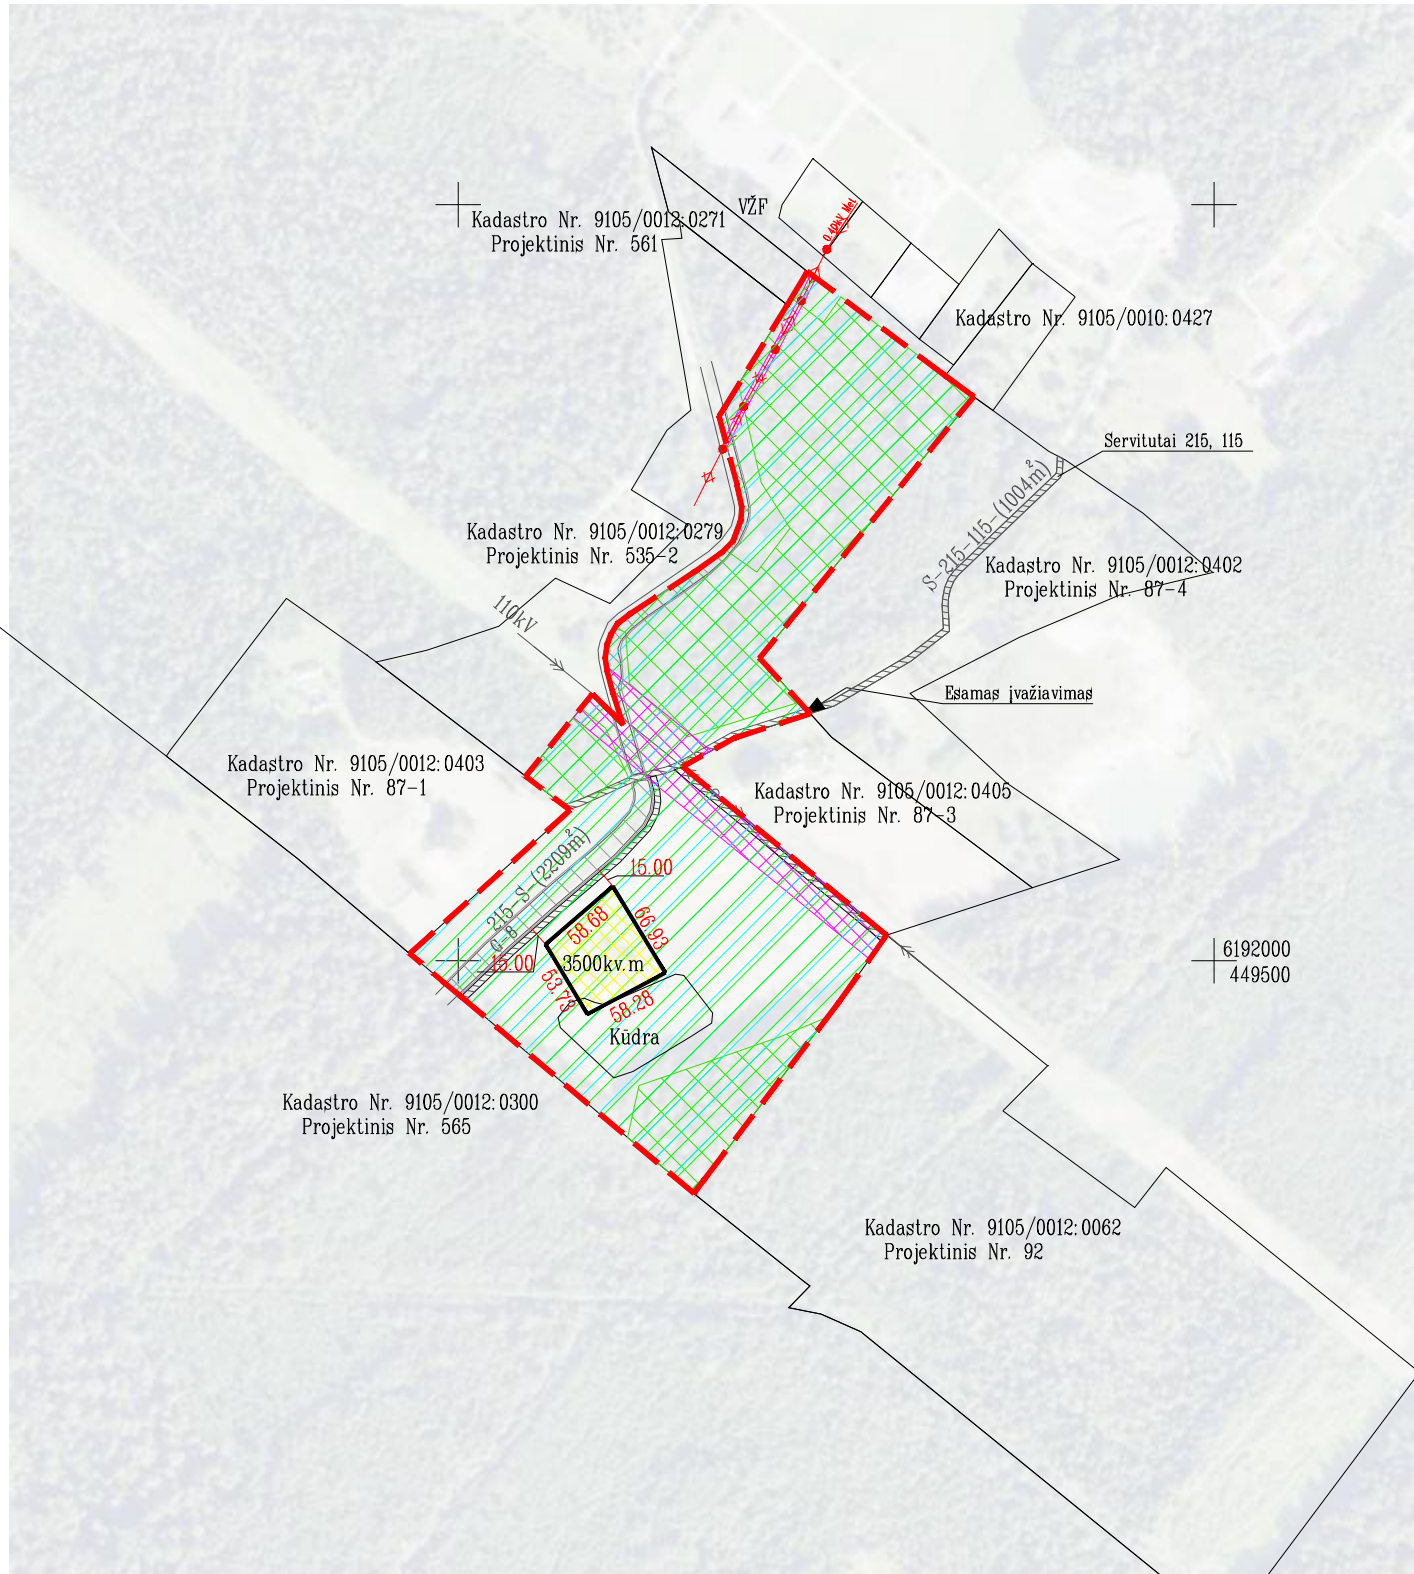 VŽF
0.40kV Met
Kadastro Nr. 9105/0012:0271
Projektinis Nr. 561
Kadastro Nr. 9105/0010:0427
Servitutai 215, 115
S-215-115-(1004m²)
Kadastro Nr. 9105/0012:0279
Projektinis Nr. 535-2
Kadastro Nr. 9105/0012:0402
Projektinis Nr. 87-4
110kV
Esamas įvažiavimas
Kadastro Nr. 9105/0012:0403
Projektinis Nr. 87-1
Kadastro Nr. 9105/0012:0405
Projektinis Nr. 87-3
215-S-(2209m²)
G-8
15.00
58.68
66.93
15.00
3500kv.m
53.73
58.28
Kūdra
6192000
449500
Kadastro Nr. 9105/0012:0300
Projektinis Nr. 565
Kadastro Nr. 9105/0012:0062
Projektinis Nr. 92